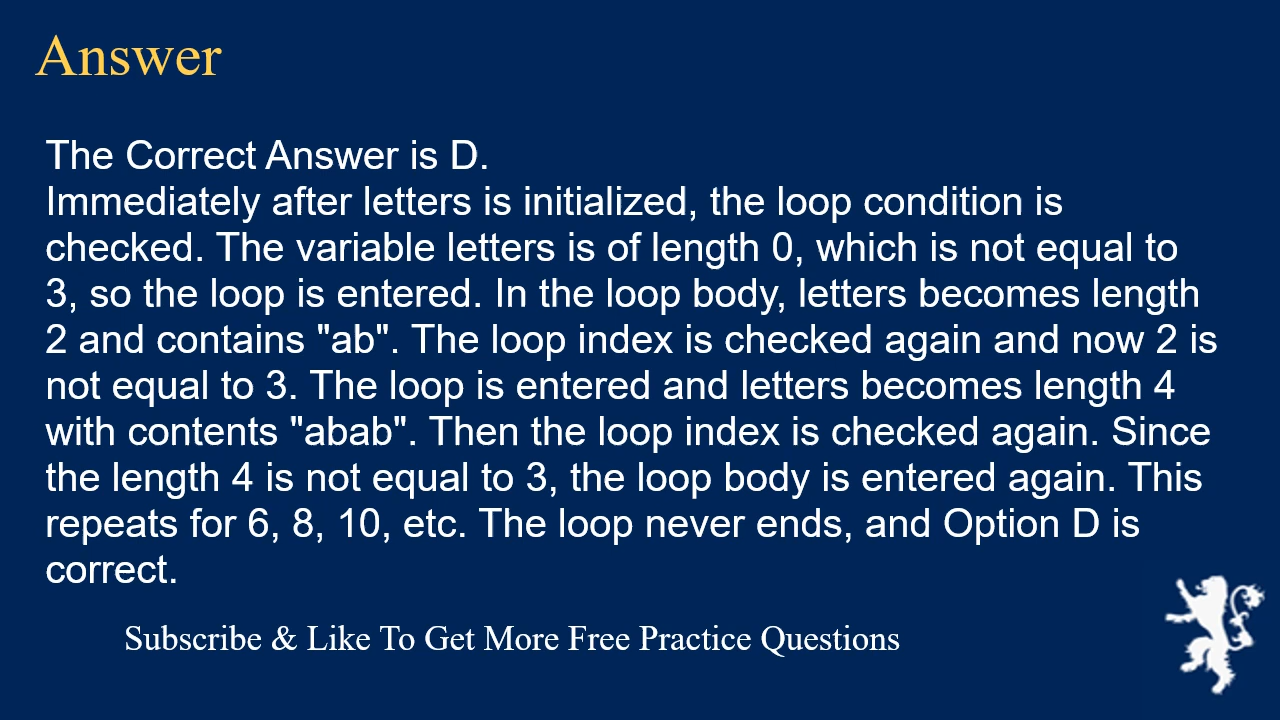 Answer
The Correct Answer is D.
Immediately after letters is initialized, the loop condition is
checked. The variable letters is of length 0, which is not equal to
3, so the loop is entered. In the loop body, letters becomes length
2 and contains "ab". The loop index is checked again and now 2 is
not equal to 3. The loop is entered and letters becomes length 4
with contents "abab". Then the loop index is checked again. Since
the length 4 is not equal to 3, the loop body is entered again. This
repeats for 6, 8, 10, etc. The loop never ends, and Option D is
correct.
Subscribe & Like To Get More Free Practice Questions